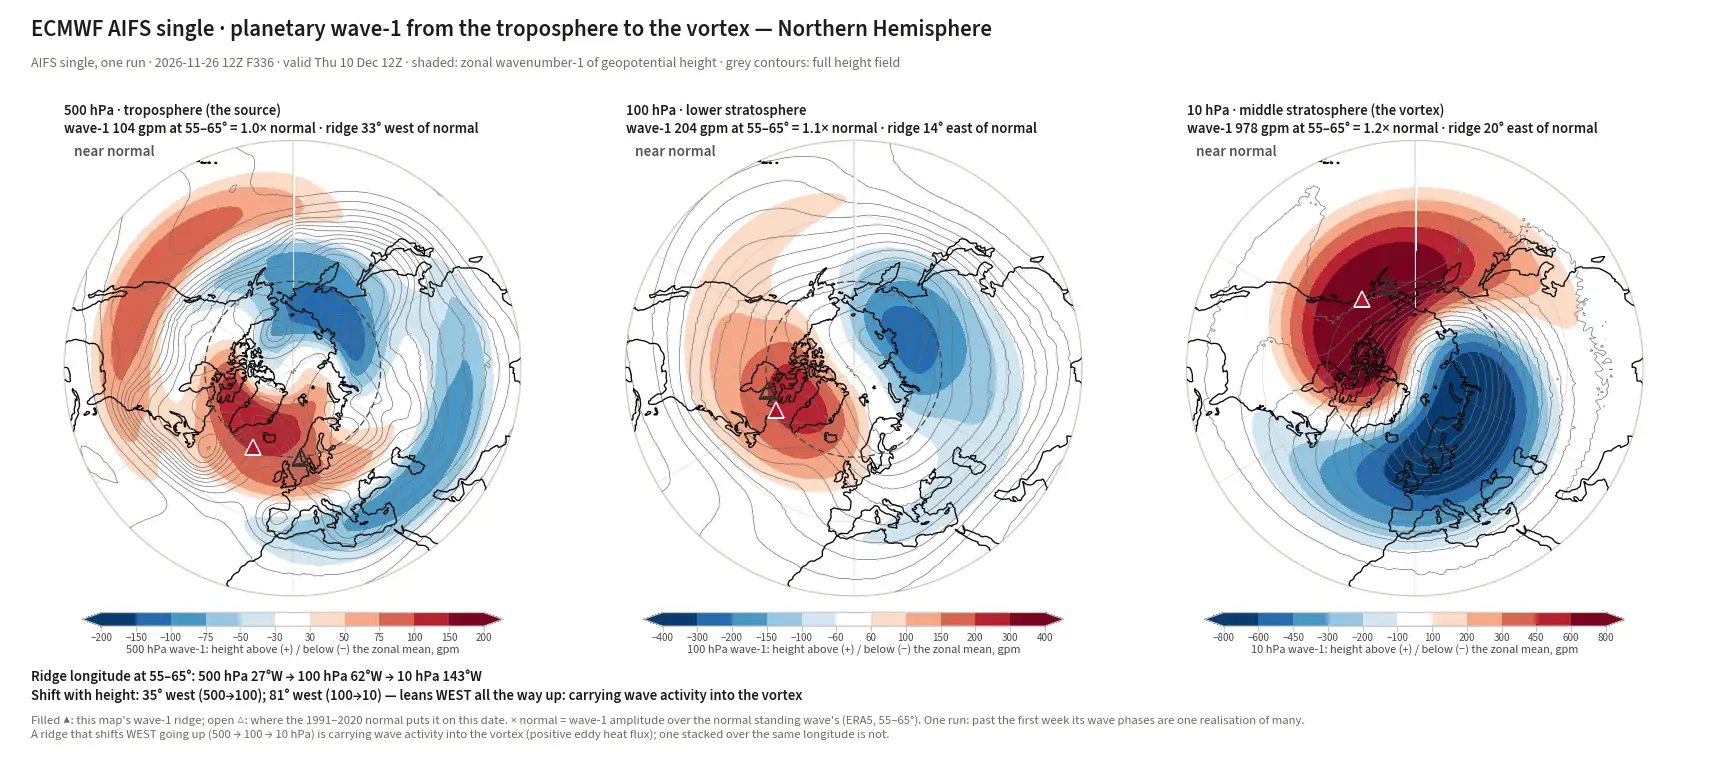 ECMWF AIFS single · planetary wave-1 from the troposphere to the vortex — Northern Hemisphere
AIFS single, one run · 2026-11-26 12Z F336 · valid Thu 10 Dec 12Z · shaded: zonal wavenumber-1 of geopotential height · grey contours: full height field
500 hPa · troposphere (the source)
wave-1 104 gpm at 55–65° = 1.0× normal · ridge 33° west of normal
near normal
100 hPa · lower stratosphere
wave-1 204 gpm at 55–65° = 1.1× normal · ridge 14° east of normal
near normal
10 hPa · middle stratosphere (the vortex)
wave-1 978 gpm at 55–65° = 1.2× normal · ridge 20° east of normal
near normal
−200 −150 −100 −75 −50 −30 30 50 75 100 150 200
500 hPa wave-1: height above (+) / below (−) the zonal mean, gpm
−400 −300 −200 −150 −100 −60 60 100 150 200 300 400
100 hPa wave-1: height above (+) / below (−) the zonal mean, gpm
−800 −600 −450 −300 −200 −100 100 200 300 450 600 800
10 hPa wave-1: height above (+) / below (−) the zonal mean, gpm
Ridge longitude at 55–65°: 500 hPa 27°W → 100 hPa 62°W → 10 hPa 143°W
Shift with height: 35° west (500→100); 81° west (100→10) — leans WEST all the way up: carrying wave activity into the vortex
Filled ▲: this map's wave-1 ridge; open △: where the 1991–2020 normal puts it on this date. × normal = wave-1 amplitude over the normal standing wave's (ERA5, 55–65°). One run: past the first week its wave phases are one realisation of many.
A ridge that shifts WEST going up (500 → 100 → 10 hPa) is carrying wave activity into the vortex (positive eddy heat flux); one stacked over the same longitude is not.